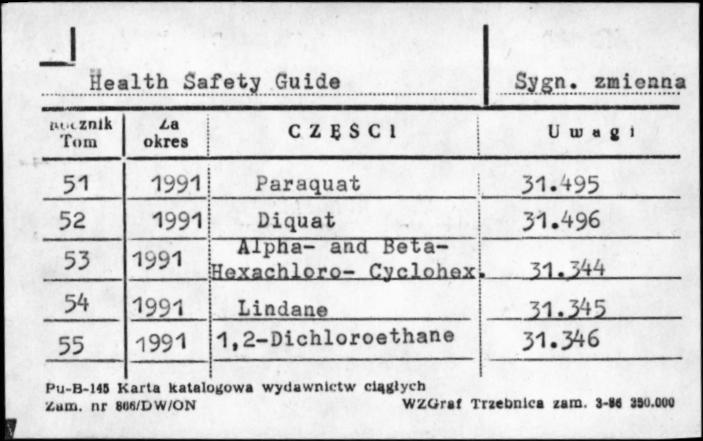 Health Safety Guide Sygn. zmienna
Rocznik Za CZĘŚCI Uwagi
Tom okres
51 1991 Paraquat 31.495
52 1991 Diquat 31.496
Alpha- and Beta-
53 1991 Hexachloro- Cyclohex. 31.344
54 1991 Lindane 31.345
55 1991 1,2-Dichloroethane 31.346
Pu-B-145 Karta katalogowa wydawnictw ciągłych
Zam. nr 866/DW/ON WZGraf Trzebnica zam. 3-86 350.000